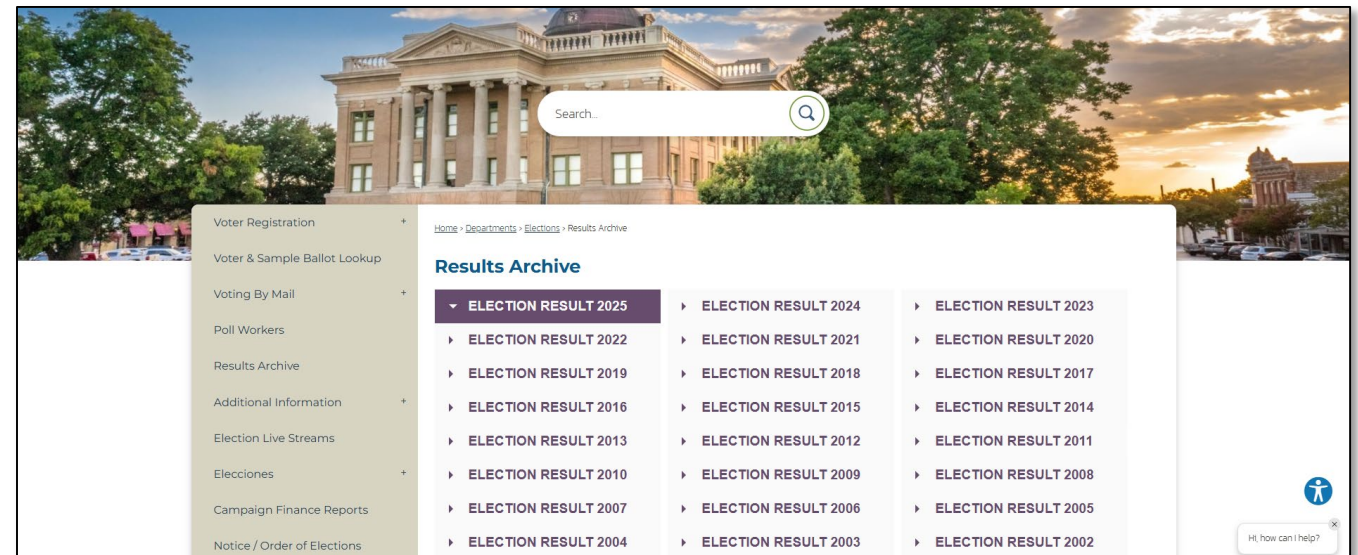 Search...
Home > Departments > Elections > Results Archive
Results Archive
Voter Registration +
Voter & Sample Ballot Lookup
Voting By Mail +
Poll Workers
Results Archive
Additional Information +
Election Live Streams
Elecciones +
Campaign Finance Reports
Notice / Order of Elections
ELECTION RESULT 2025 ELECTION RESULT 2024 ELECTION RESULT 2023
ELECTION RESULT 2022 ELECTION RESULT 2021 ELECTION RESULT 2020
ELECTION RESULT 2019 ELECTION RESULT 2018 ELECTION RESULT 2017
ELECTION RESULT 2016 ELECTION RESULT 2015 ELECTION RESULT 2014
ELECTION RESULT 2013 ELECTION RESULT 2012 ELECTION RESULT 2011
ELECTION RESULT 2010 ELECTION RESULT 2009 ELECTION RESULT 2008
ELECTION RESULT 2007 ELECTION RESULT 2006 ELECTION RESULT 2005
ELECTION RESULT 2004 ELECTION RESULT 2003 ELECTION RESULT 2002
Hi, how can I help?